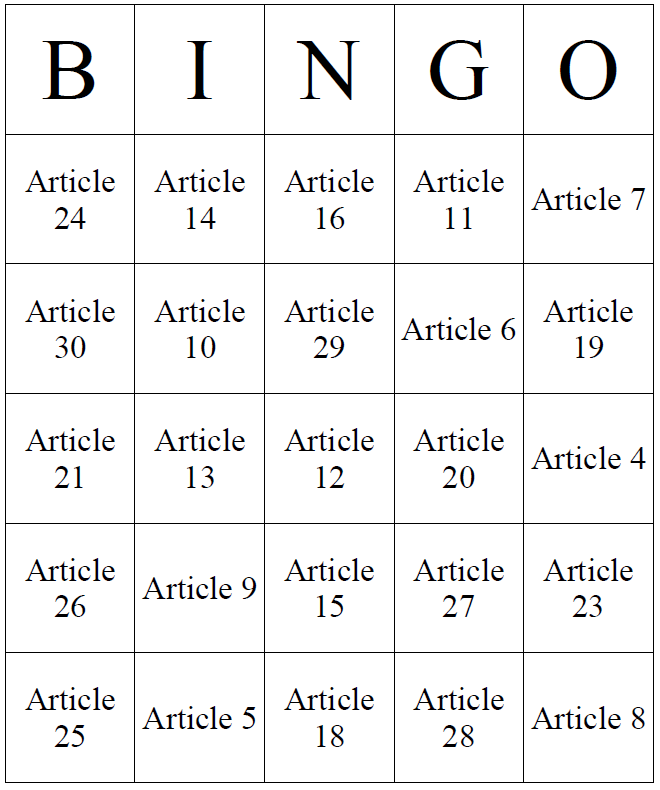 B I N G O
Article
24
Article
14
Article
16
Article
11
Article 7
Article
30
Article
10
Article
29
Article 6
Article
19
Article
21
Article
13
Article
12
Article
20
Article 4
Article
26
Article 9
Article
15
Article
27
Article
23
Article
25
Article 5
Article
18
Article
28
Article 8